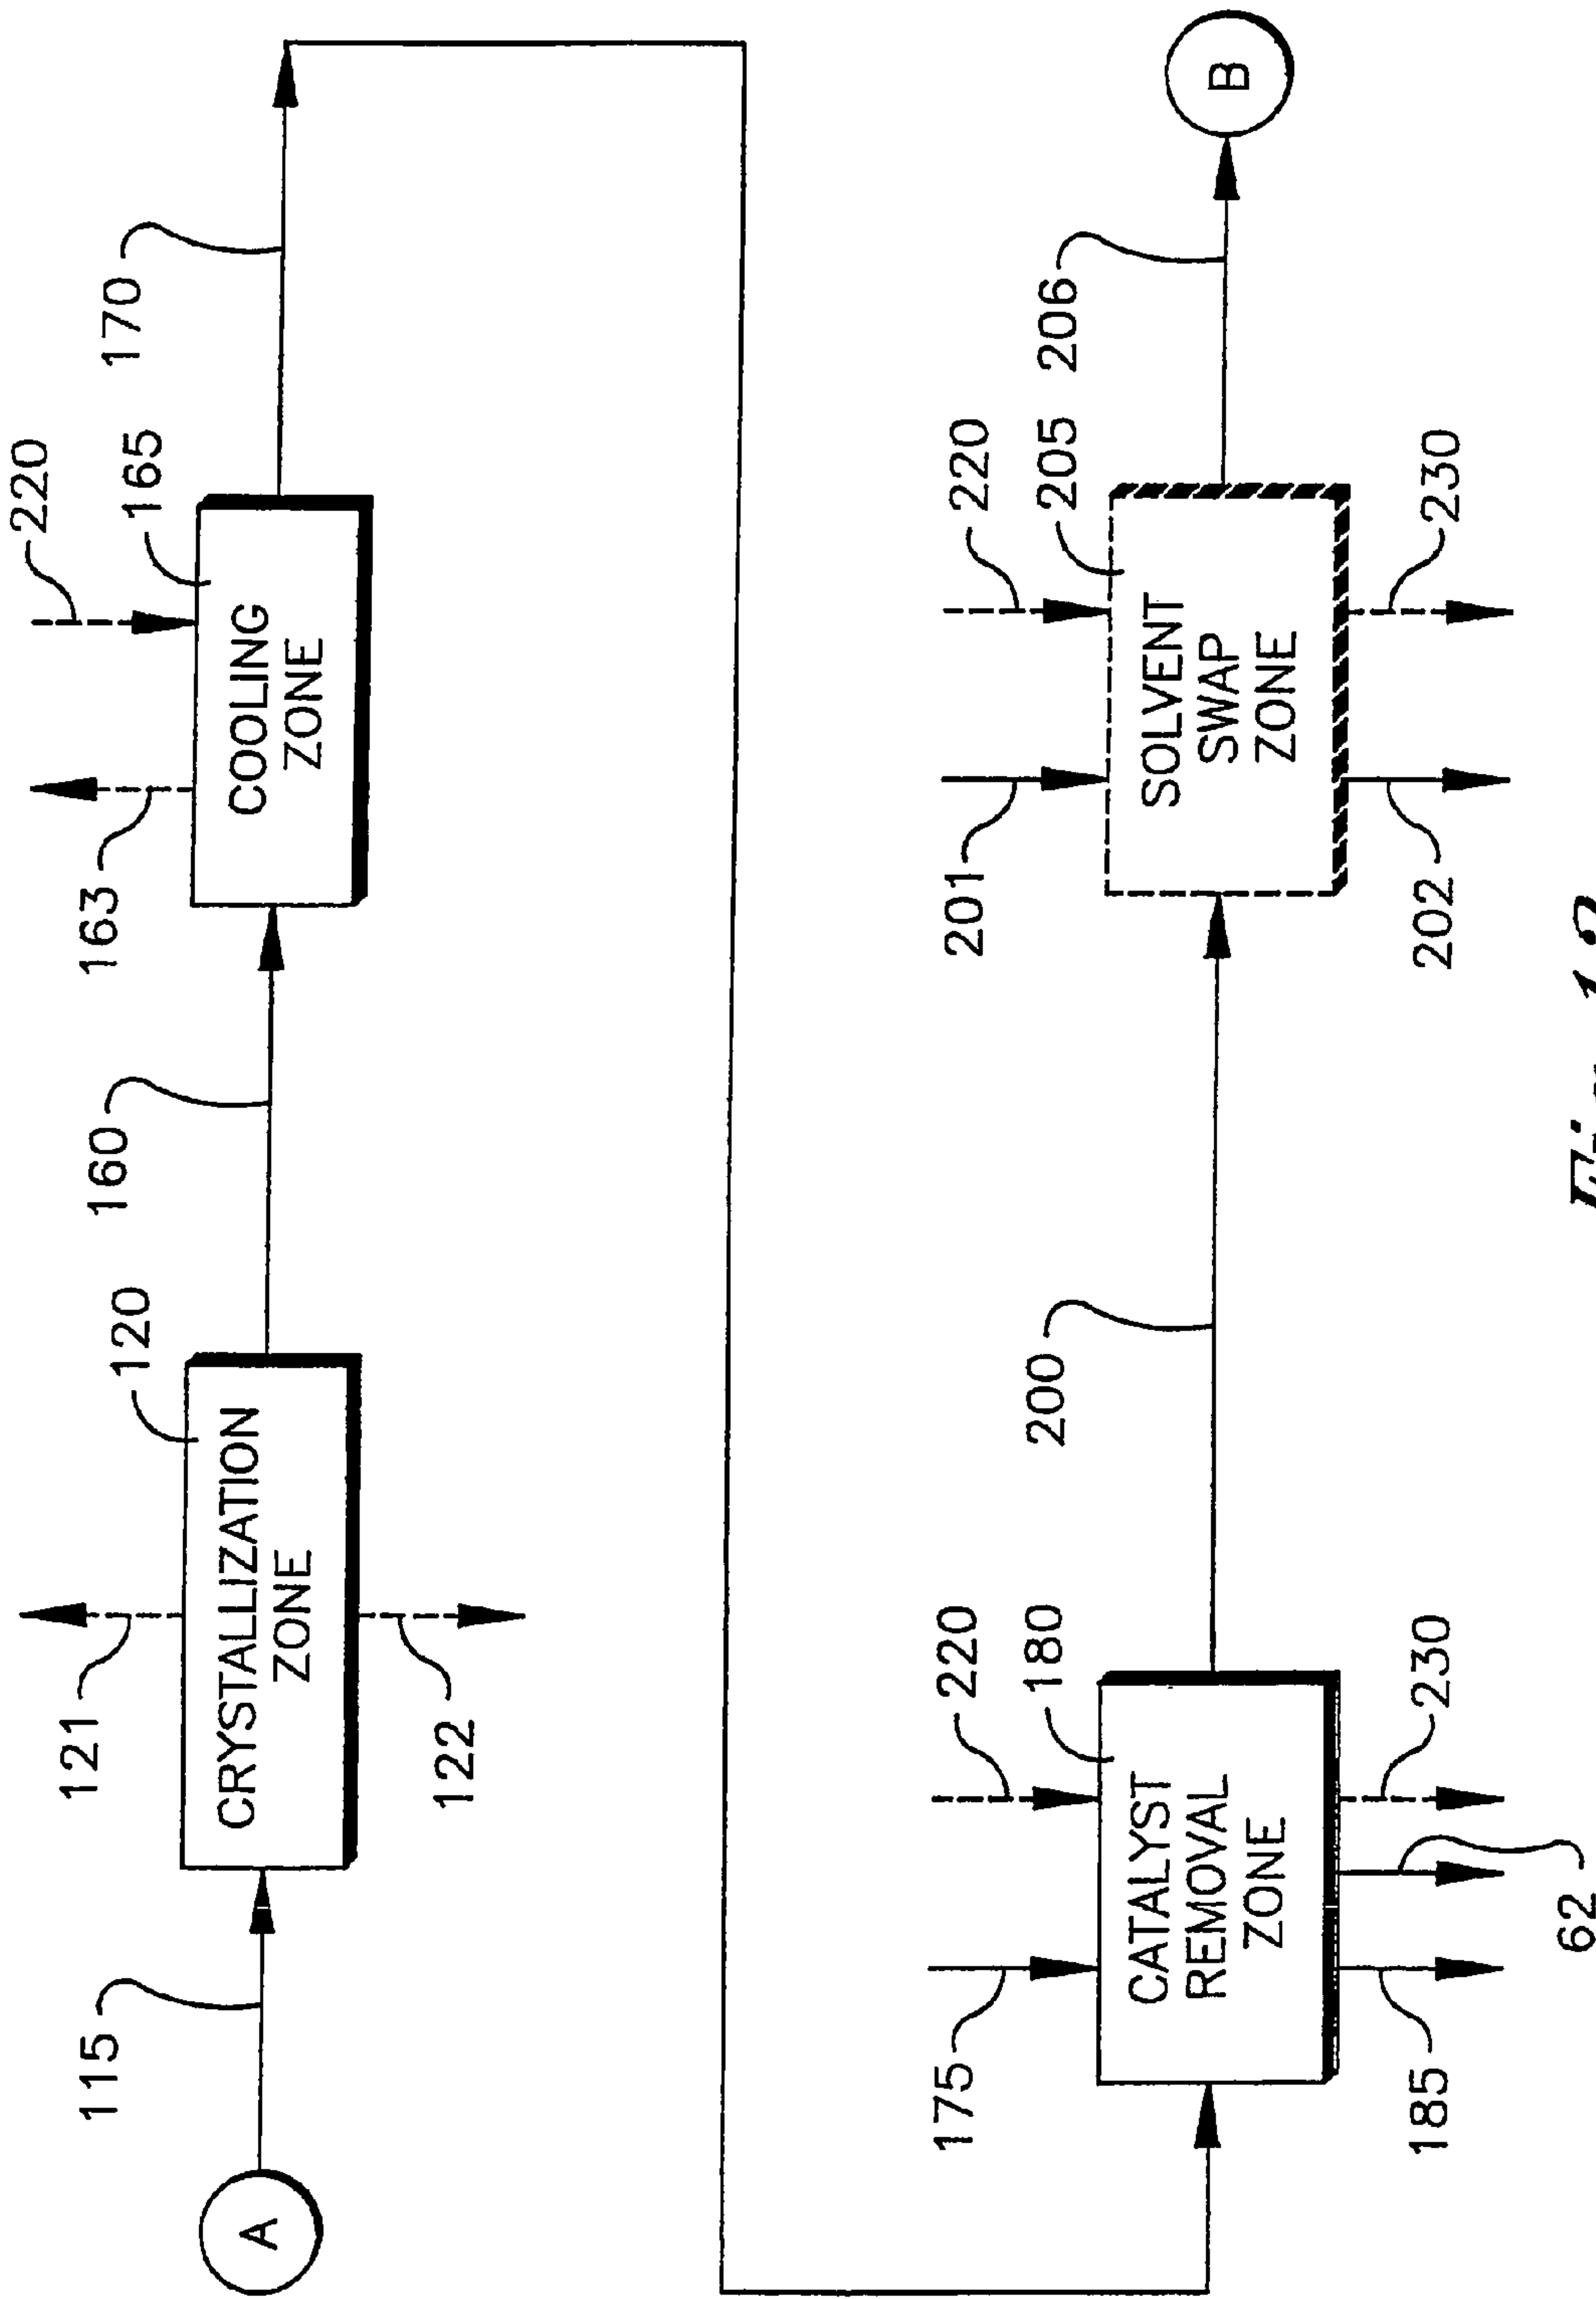 A
115
121
CRYSTALLIZATION
ZONE
120
122
160
163
220
COOLING
ZONE
165
170
175
220
CATALYST
REMOVAL
ZONE
180
185
62
230
200
201
220
SOLVENT
SWAP
ZONE
205
202
230
206
B